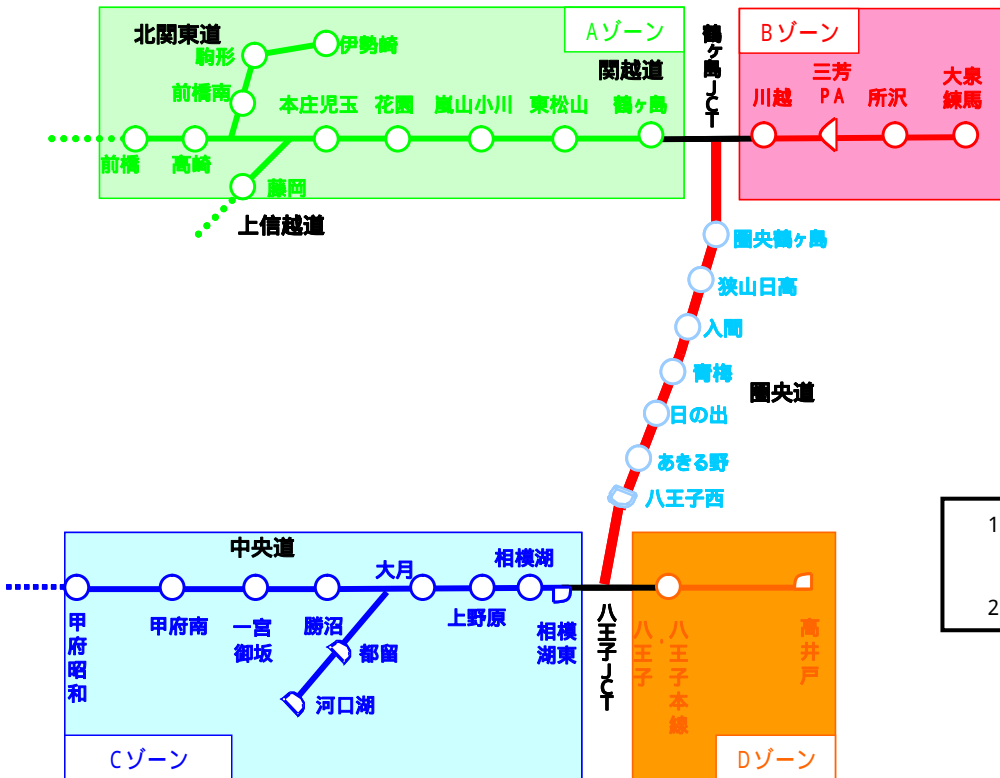 北関東道
Aゾーン
駒形
伊勢崎
前橋南
関越道
本庄児玉
花園
嵐山小川
東松山
鶴ヶ島
前橋
高崎
藤岡
上信越道
鶴ヶ島JCT
Bゾーン
川越
三芳
PA
所沢
大泉
練馬
圏央鶴ヶ島
狭山日高
入間
青梅
圏央道
日の出
あきる野
八王子西
中央道
相模湖
大月
甲府昭和
甲府南
一宮
御坂
勝沼
都留
上野原
相模
湖東
河口湖
Cゾーン
八王子JCT
八王子,
八王子本線
高井戸
Dゾーン
1
2